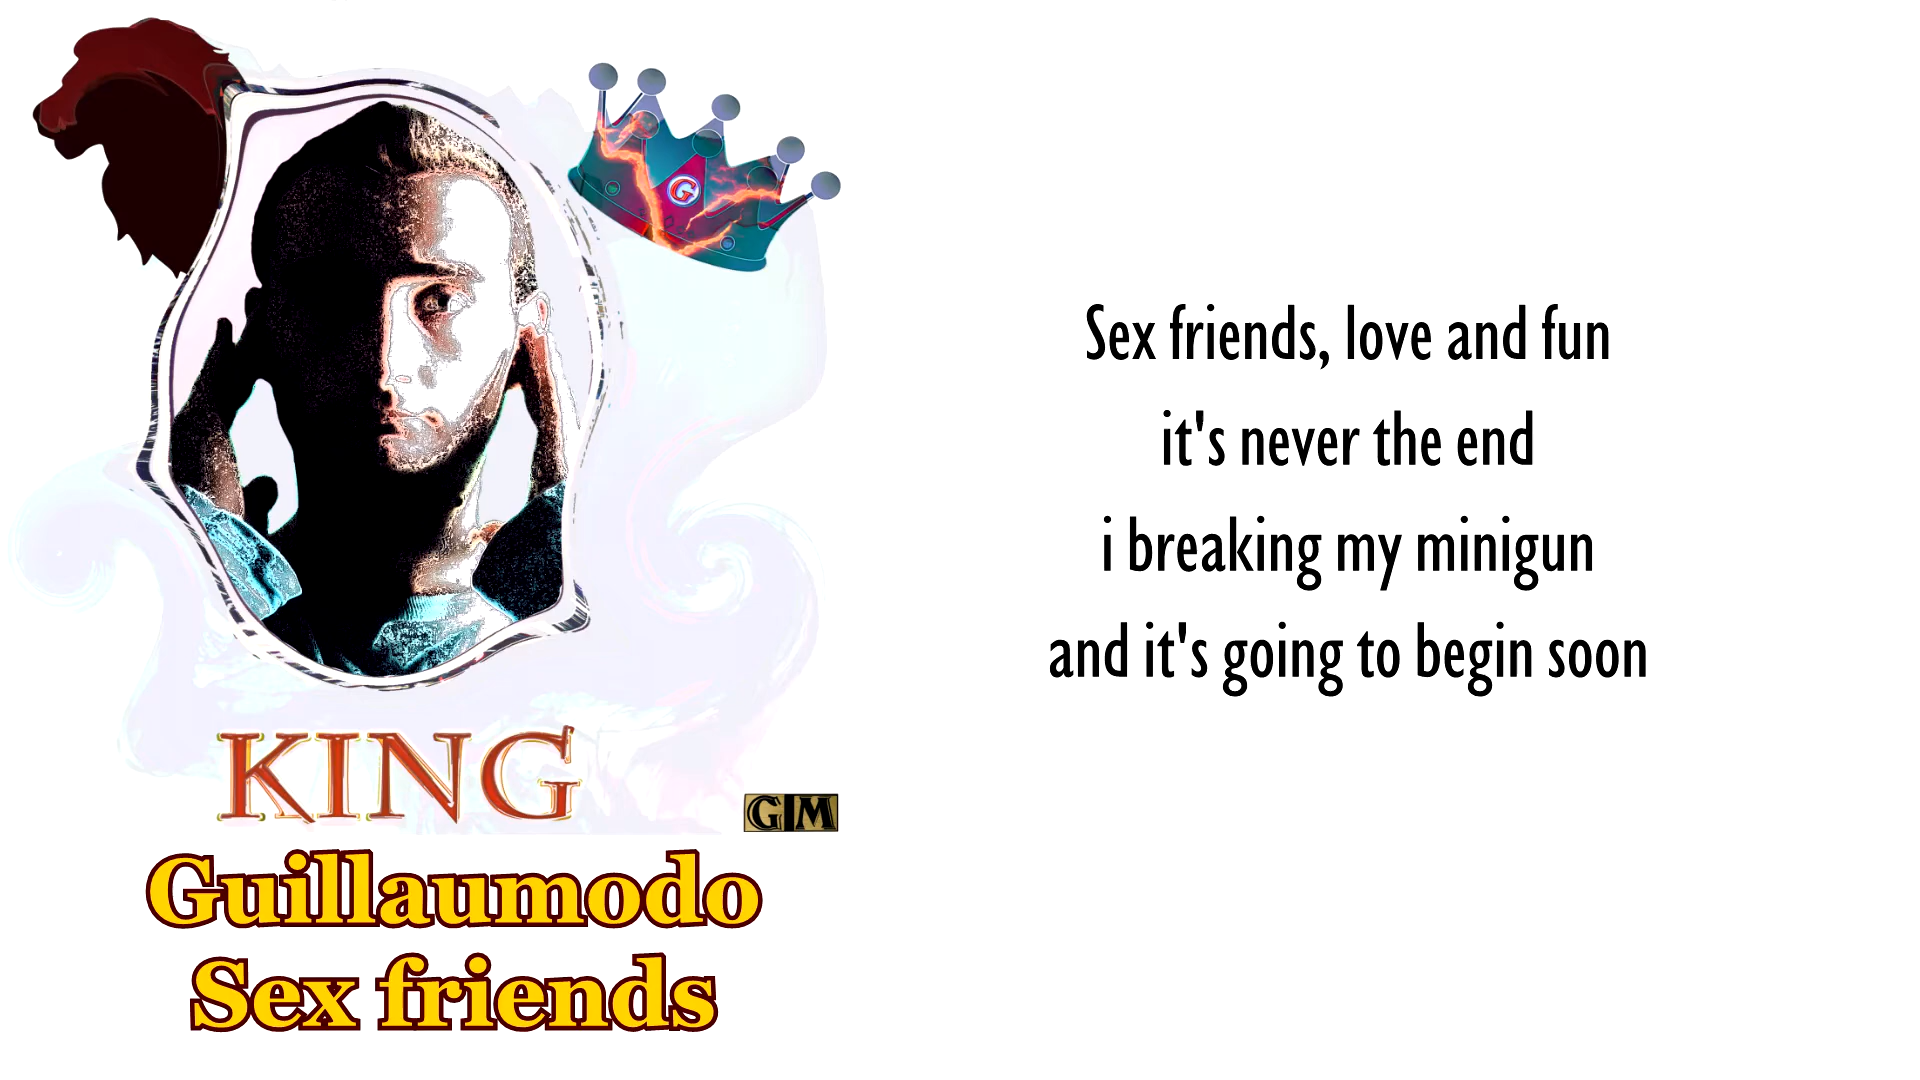 G
KING
GIM
Guillaumodo
Sex friends
Sex friends, love and fun
it's never the end
i breaking my minigun
and it's going to begin soon